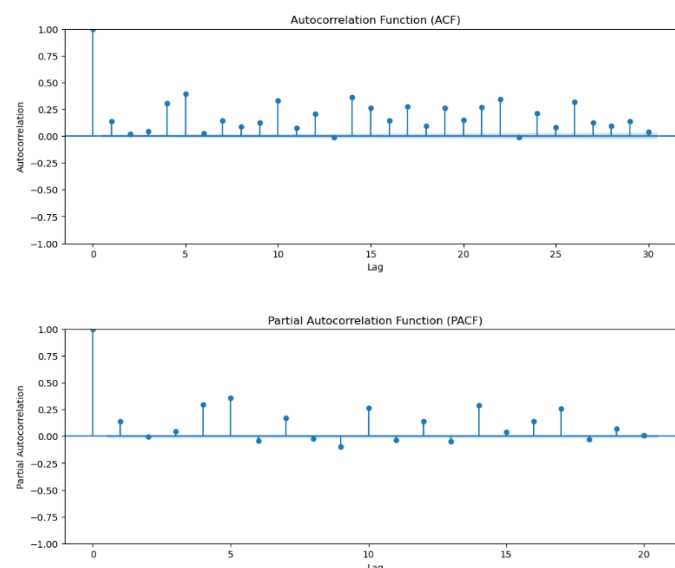 Autocorrelation Function (ACF)
1.00
0.75
0.50
0.25
0.00
−0.25
−0.50
−0.75
−1.00
Autocorrelation
0 5 10 15 20 25 30
Lag
Partial Autocorrelation Function (PACF)
1.00
0.75
0.50
0.25
0.00
−0.25
−0.50
−0.75
−1.00
Partial Autocorrelation
0 5 10 15 20
Lag